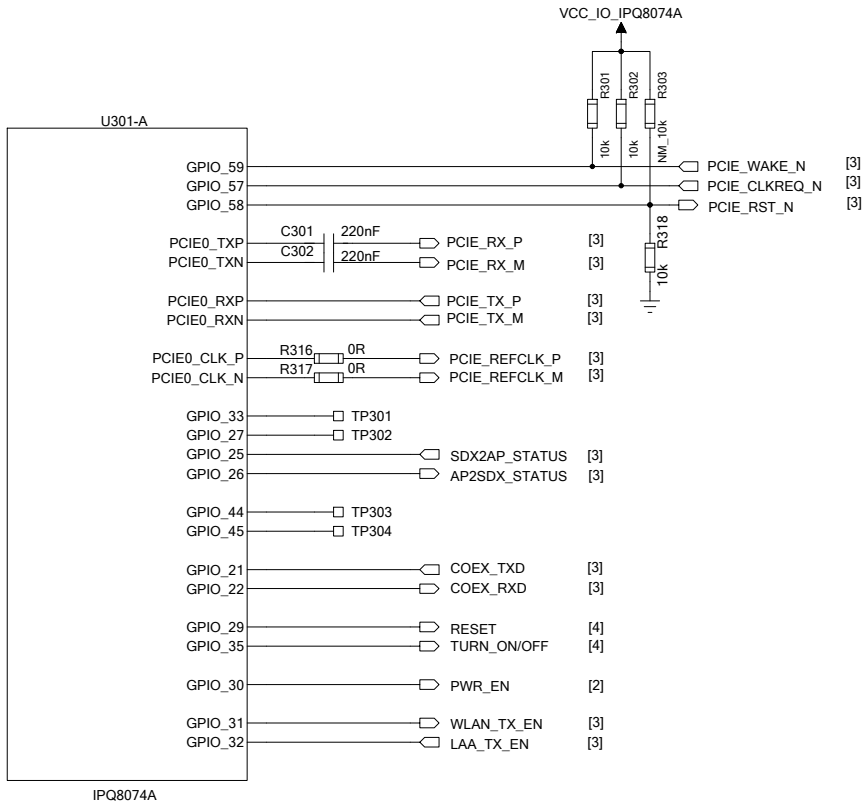 VCC_IO_IPQ8074A
R301
R302
R303
10k
10k
NM_10k
U301-A
GPIO_59 PCIE_WAKE_N [3]
GPIO_57 PCIE_CLKREQ_N [3]
GPIO_58 PCIE_RST_N [3]
R318
10k
PCIE0_TXP C301 220nF PCIE_RX_P [3]
PCIE0_TXN C302 220nF PCIE_RX_M [3]
PCIE0_RXP PCIE_TX_P [3]
PCIE0_RXN PCIE_TX_M [3]
PCIE0_CLK_P R316 0R PCIE_REFCLK_P [3]
PCIE0_CLK_N R317 0R PCIE_REFCLK_M [3]
GPIO_33 TP301
GPIO_27 TP302
GPIO_25 SDX2AP_STATUS [3]
GPIO_26 AP2SDX_STATUS [3]
GPIO_44 TP303
GPIO_45 TP304
GPIO_21 COEX_TXD [3]
GPIO_22 COEX_RXD [3]
GPIO_29 RESET [4]
GPIO_35 TURN_ON/OFF [4]
GPIO_30 PWR_EN [2]
GPIO_31 WLAN_TX_EN [3]
GPIO_32 LAA_TX_EN [3]
IPQ8074A